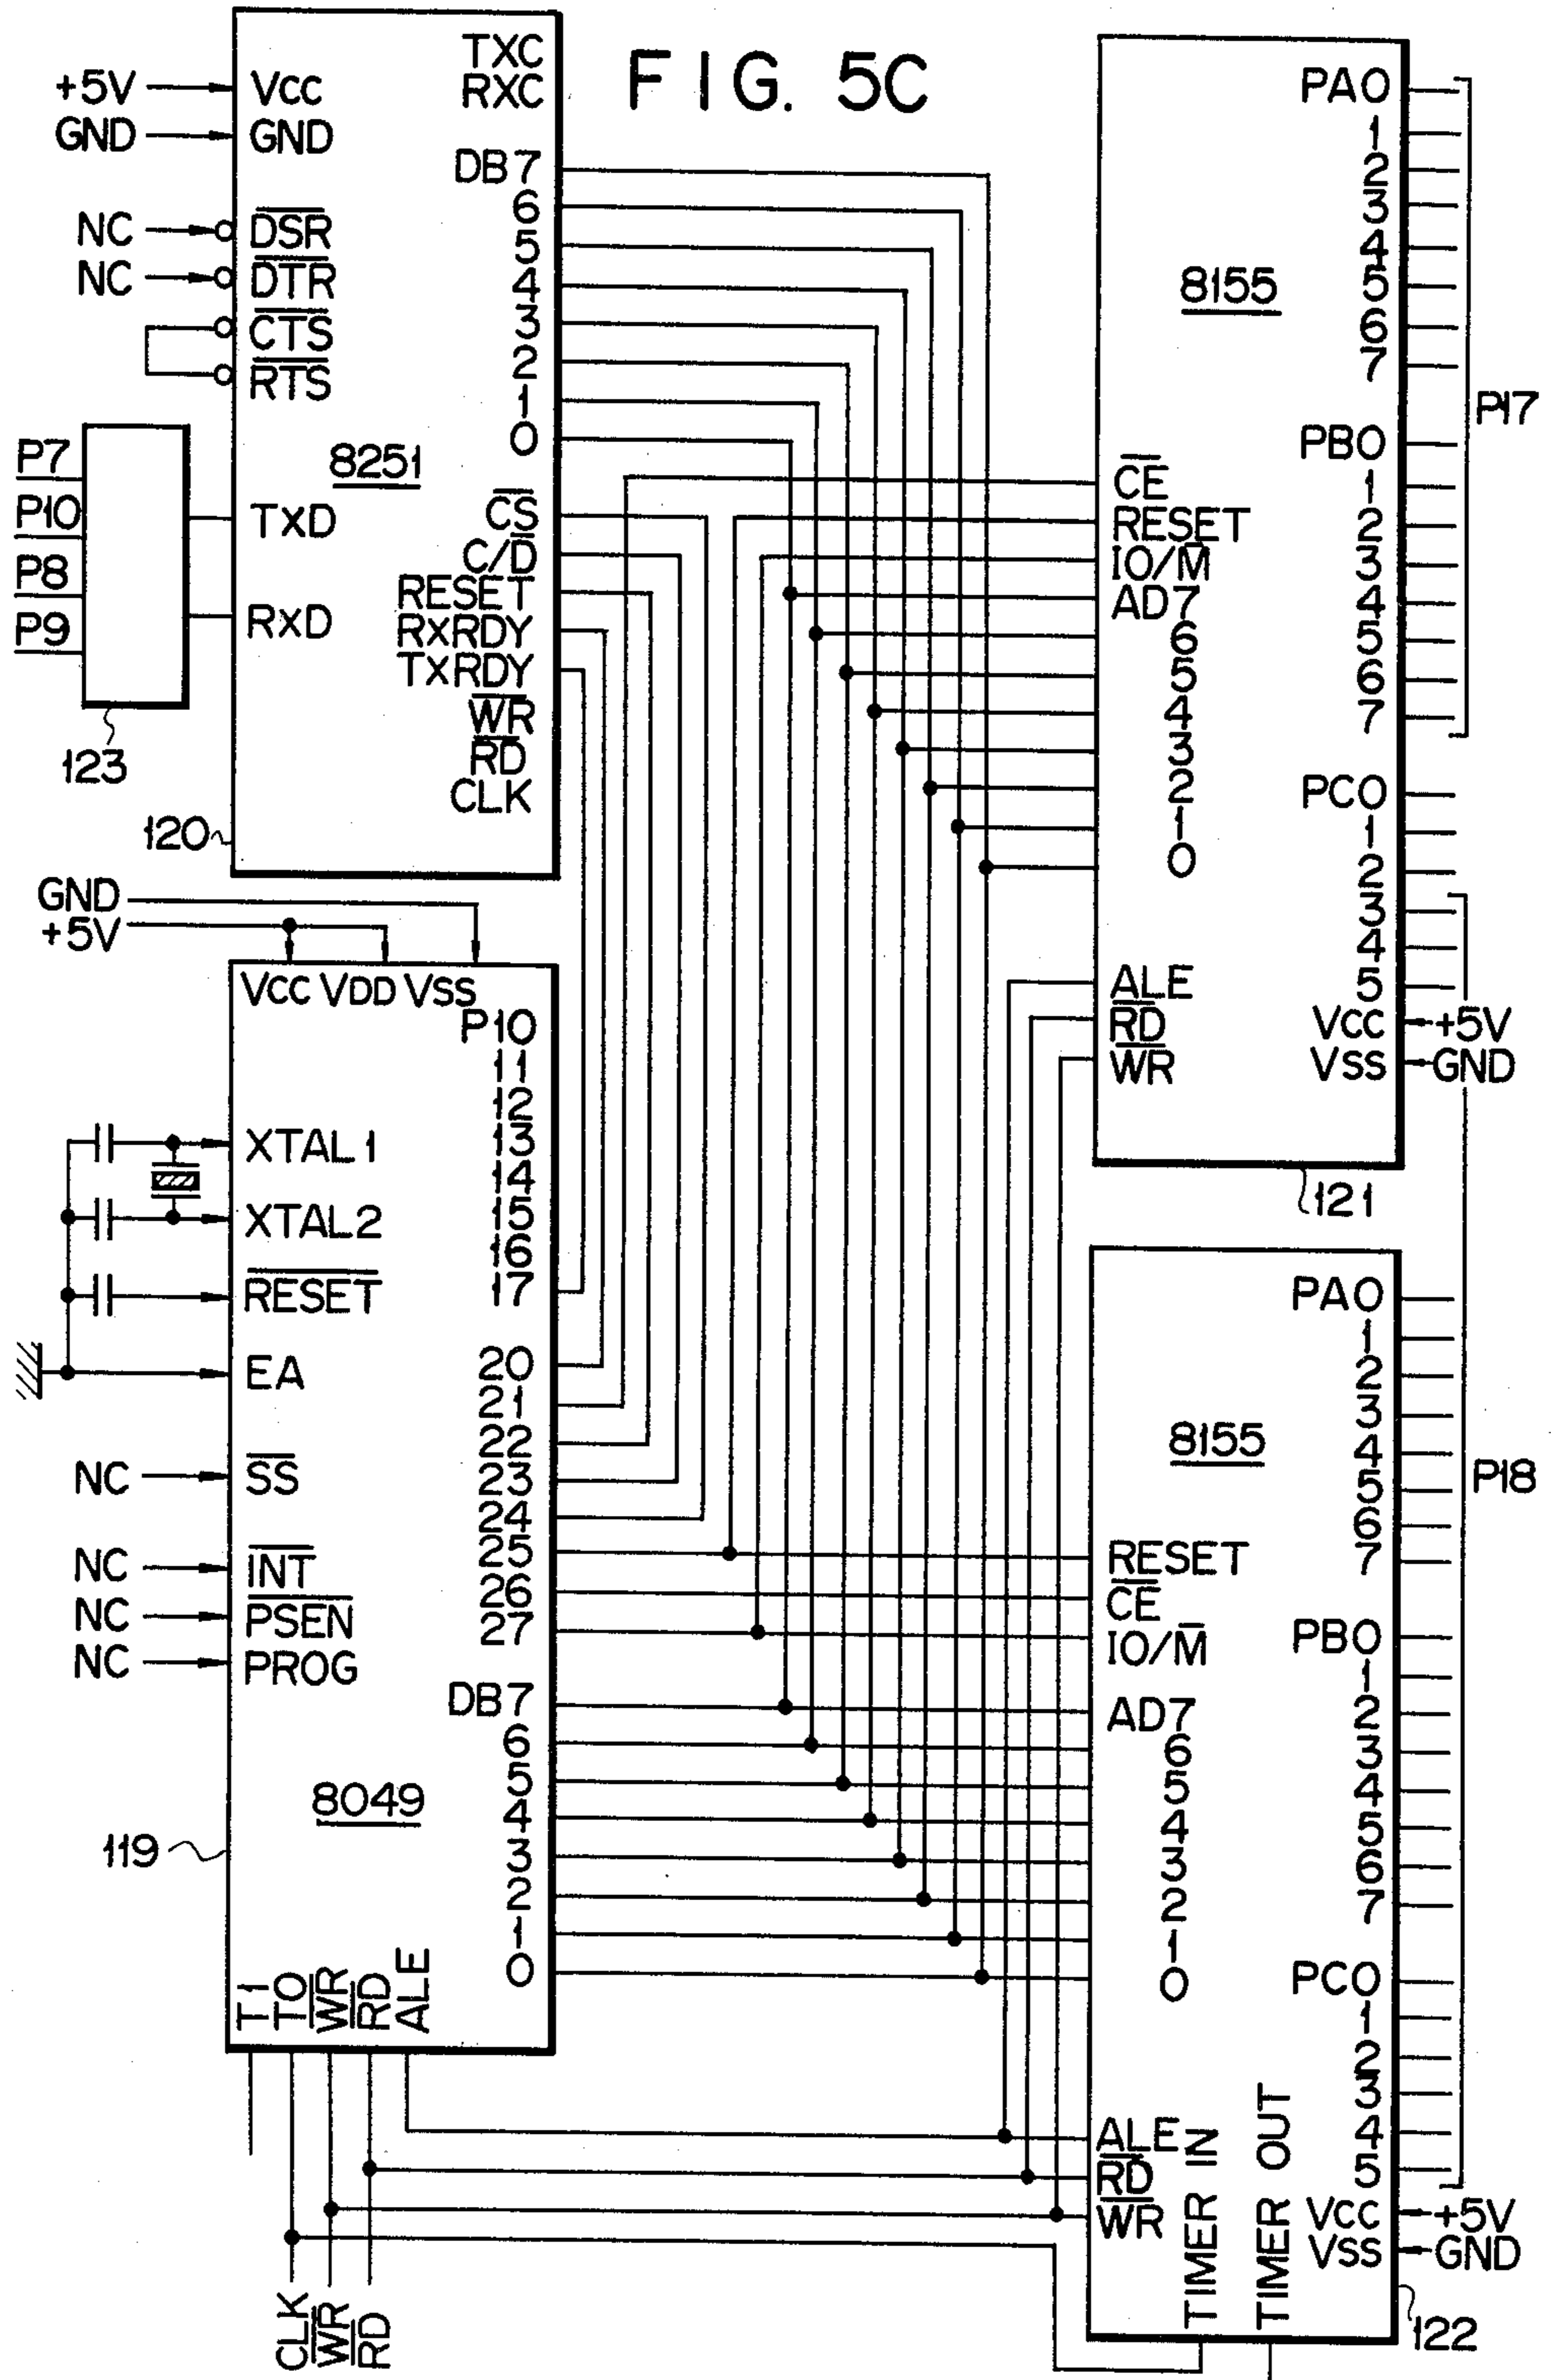 FIG. 5C
+5V
GND
NC
NC
VCC
GND
DSR
DTR
CTS
RTS
8251
TXD
RXD
TXC
RXC
DB7
6
5
4
3
2
1
0
CS
C/D
RESET
RXRDY
TXRDY
WR
RD
CLK
P7
P10
P8
P9
123
120
8155
PA0
1
2
3
4
5
6
7
PB0
1
2
3
4
5
6
7
PC0
1
2
3
4
5
VCC
VSS
+5V
GND
P17
CE
RESET
IO/M
AD7
6
5
4
3
2
1
0
ALE
RD
WR
121
GND
+5V
VCC VDD VSS
XTAL1
XTAL2
RESET
EA
NC
SS
NC
INT
NC
PSEN
NC
PROG
P10
11
12
13
14
15
16
17
20
21
22
23
24
25
26
27
DB7
6
5
4
3
2
1
0
8049
119
T1
T0
WR
RD
ALE
CLK
WR
RD
8155
RESET
CE
IO/M
AD7
6
5
4
3
2
1
0
ALE
RD
WR
TIMER IN
TIMER OUT
PA0
1
2
3
4
5
6
7
PB0
1
2
3
4
5
6
7
PC0
1
2
3
4
5
VCC
VSS
+5V
GND
P18
122